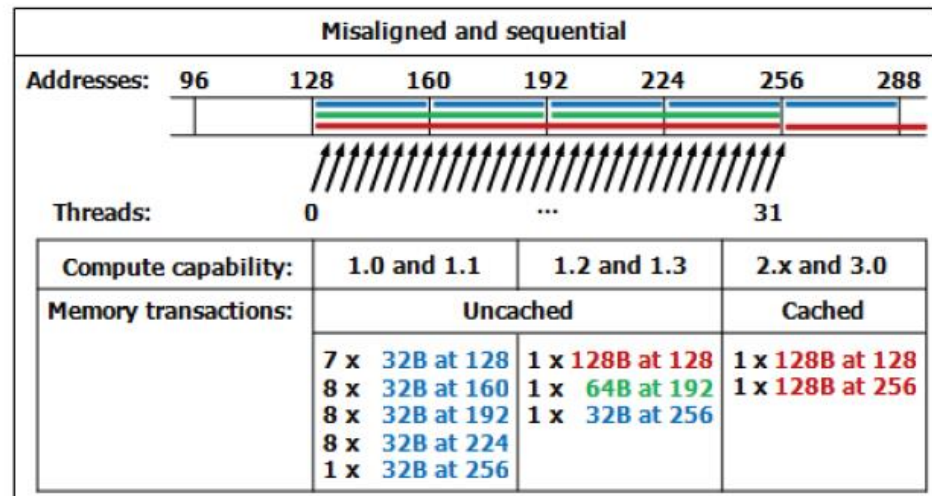 Misaligned and sequential
Addresses: 96 128 160 192 224 256 288
Threads: 0 ... 31
Compute capability: 1.0 and 1.1 1.2 and 1.3 2.x and 3.0
Memory transactions: Uncached Cached
7 x 32B at 128 1 x 128B at 128 1 x 128B at 128
8 x 32B at 160 1 x 64B at 192 1 x 128B at 256
8 x 32B at 192 1 x 32B at 256
8 x 32B at 224
1 x 32B at 256